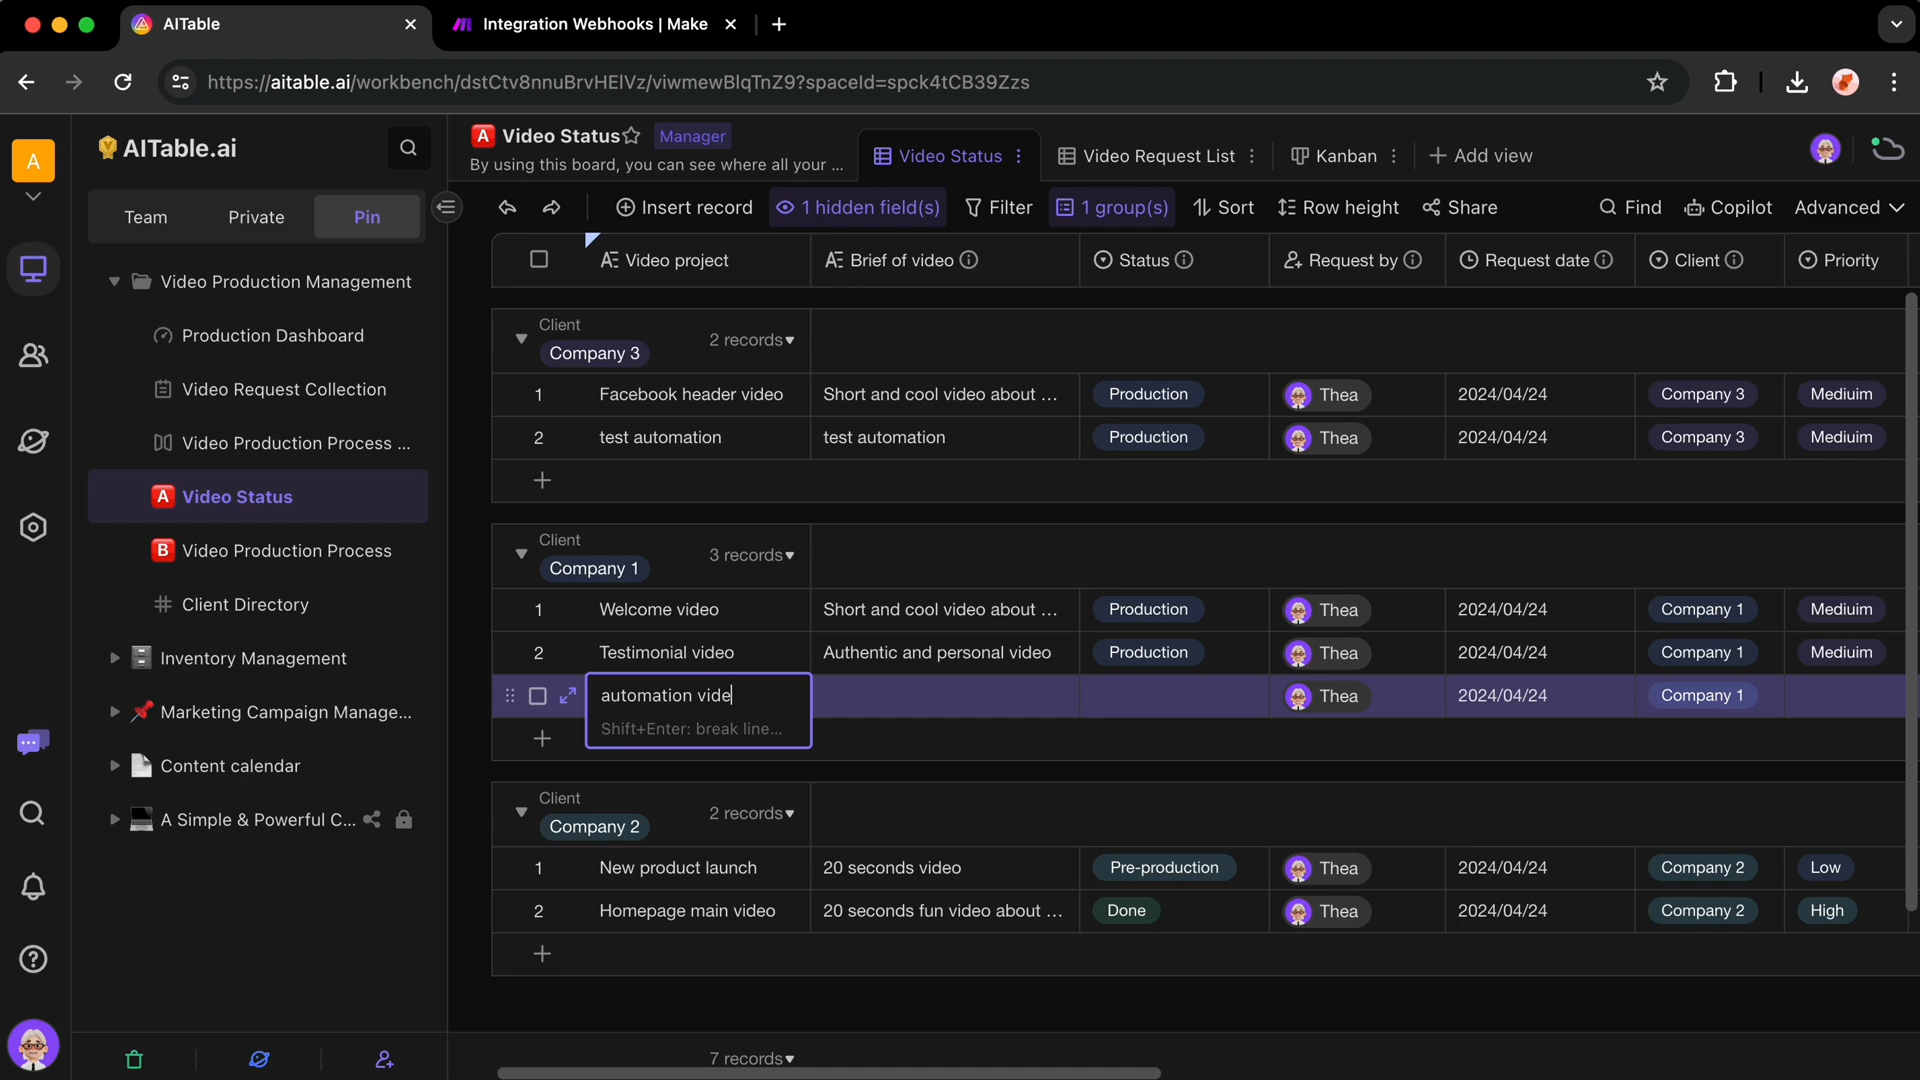 AITable
Integration Webhooks | Make
https://aitable.ai/workbench/dstCtv8nnuBrvHElVz/viwmewBlqTnZ9?spaceId=spck4tCB39Zzs
A
AITable.ai
Team Private Pin
Video Production Management
Production Dashboard
Video Request Collection
Video Production Process ...
A Video Status
B Video Production Process
Client Directory
Inventory Management
Marketing Campaign Manage...
Content calendar
A Simple & Powerful C...
A Video Status Manager
By using this board, you can see where all your ...
Video Status Video Request List Kanban + Add view
Insert record 1 hidden field(s) Filter 1 group(s) Sort Row height Share Find Copilot Advanced
Video project Brief of video Status Request by Request date Client Priority
Client
Company 3 2 records
1 Facebook header video Short and cool video about ... Production Thea 2024/04/24 Company 3 Mediuim
2 test automation test automation Production Thea 2024/04/24 Company 3 Mediuim
+
Client
Company 1 3 records
1 Welcome video Short and cool video about ... Production Thea 2024/04/24 Company 1 Mediuim
2 Testimonial video Authentic and personal video Production Thea 2024/04/24 Company 1 Mediuim
automation vide Thea 2024/04/24 Company 1
Shift+Enter: break line...
+
Client
Company 2 2 records
1 New product launch 20 seconds video Pre-production Thea 2024/04/24 Company 2 Low
2 Homepage main video 20 seconds fun video about ... Done Thea 2024/04/24 Company 2 High
+
7 records